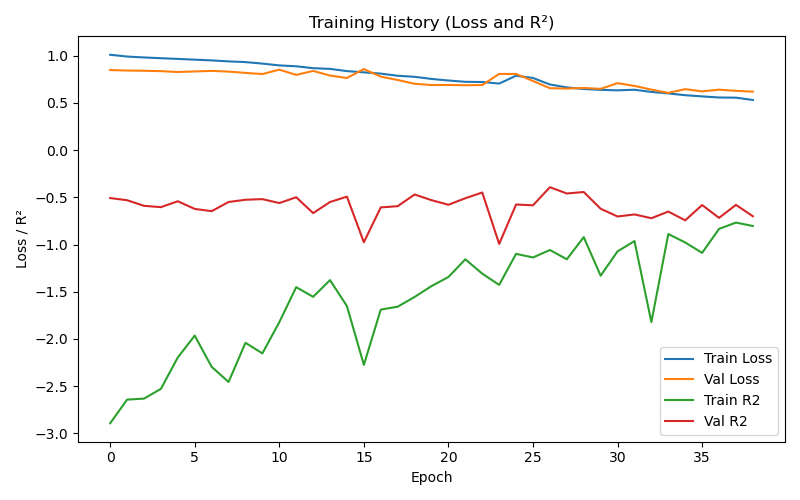 Training History (Loss and R²)
Loss / R²
1.0
0.5
0.0
−0.5
−1.0
−1.5
−2.0
−2.5
−3.0
0 5 10 15 20 25 30 35
Epoch
Train Loss
Val Loss
Train R2
Val R2